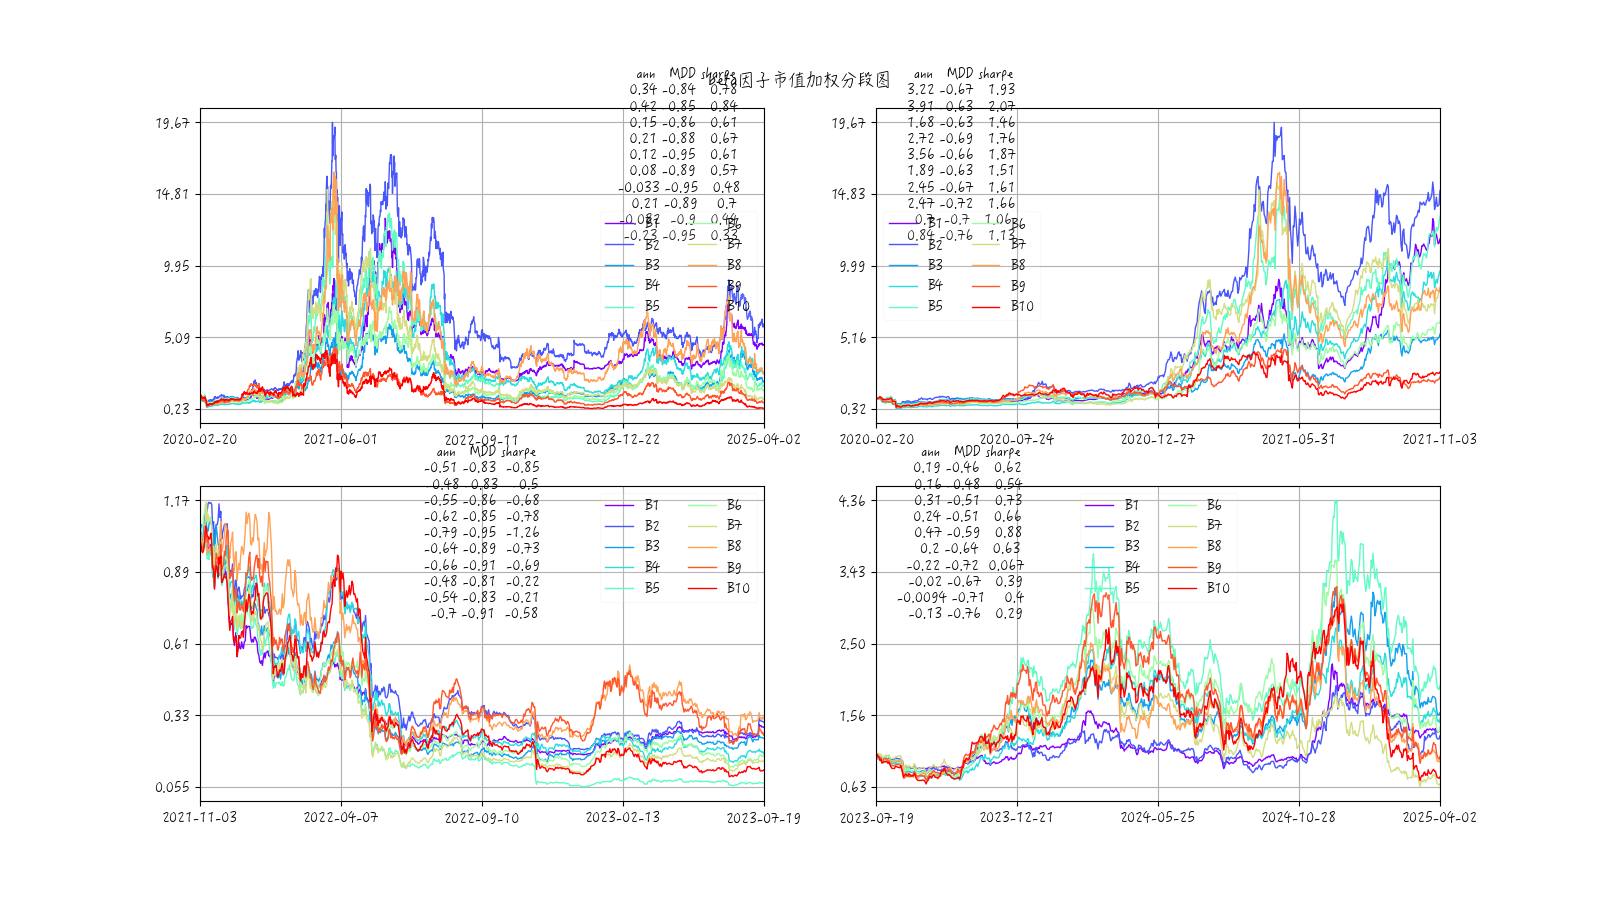 beta因子市值加权分段图
ann MDD sharpe
0.34 -0.84 0.78
0.42 -0.85 0.84
0.15 -0.86 0.61
0.21 -0.88 0.67
0.12 -0.95 0.61
0.08 -0.89 0.57
-0.033 -0.95 0.48
0.21 -0.89 0.7
-0.082 -0.9 0.44
-0.23 -0.95 0.33
B1 B6
B2 B7
B3 B8
B4 B9
B5 B10
19.67
14.81
9.95
5.09
0.23
2020-02-20 2021-06-01 2022-09-11 2023-12-22 2025-04-02
ann MDD sharpe
3.22 -0.67 1.93
3.91 -0.63 2.07
1.68 -0.63 1.46
2.72 -0.69 1.76
3.56 -0.66 1.87
1.89 -0.63 1.51
2.45 -0.67 1.61
2.47 -0.72 1.66
0.7 -0.7 1.06
0.84 -0.76 1.13
B1 B6
B2 B7
B3 B8
B4 B9
B5 B10
19.67
14.83
9.99
5.16
0.32
2020-02-20 2020-07-24 2020-12-27 2021-05-31 2021-11-03
ann MDD sharpe
-0.51 -0.83 -0.85
-0.48 -0.83 -0.5
-0.55 -0.86 -0.68
-0.62 -0.85 -0.78
-0.79 -0.95 -1.26
-0.64 -0.89 -0.73
-0.66 -0.91 -0.69
-0.48 -0.81 -0.22
-0.54 -0.83 -0.21
-0.7 -0.91 -0.58
B1 B6
B2 B7
B3 B8
B4 B9
B5 B10
1.17
0.89
0.61
0.33
0.055
2021-11-03 2022-04-07 2022-09-10 2023-02-13 2023-07-19
ann MDD sharpe
0.19 -0.46 0.62
0.16 -0.48 0.54
0.31 -0.51 0.73
0.24 -0.51 0.66
0.47 -0.59 0.88
0.2 -0.64 0.63
-0.22 -0.72 0.067
-0.02 -0.67 0.39
-0.0094 -0.71 0.4
-0.13 -0.76 0.29
B1 B6
B2 B7
B3 B8
B4 B9
B5 B10
4.36
3.43
2.50
1.56
0.63
2023-07-19 2023-12-21 2024-05-25 2024-10-28 2025-04-02